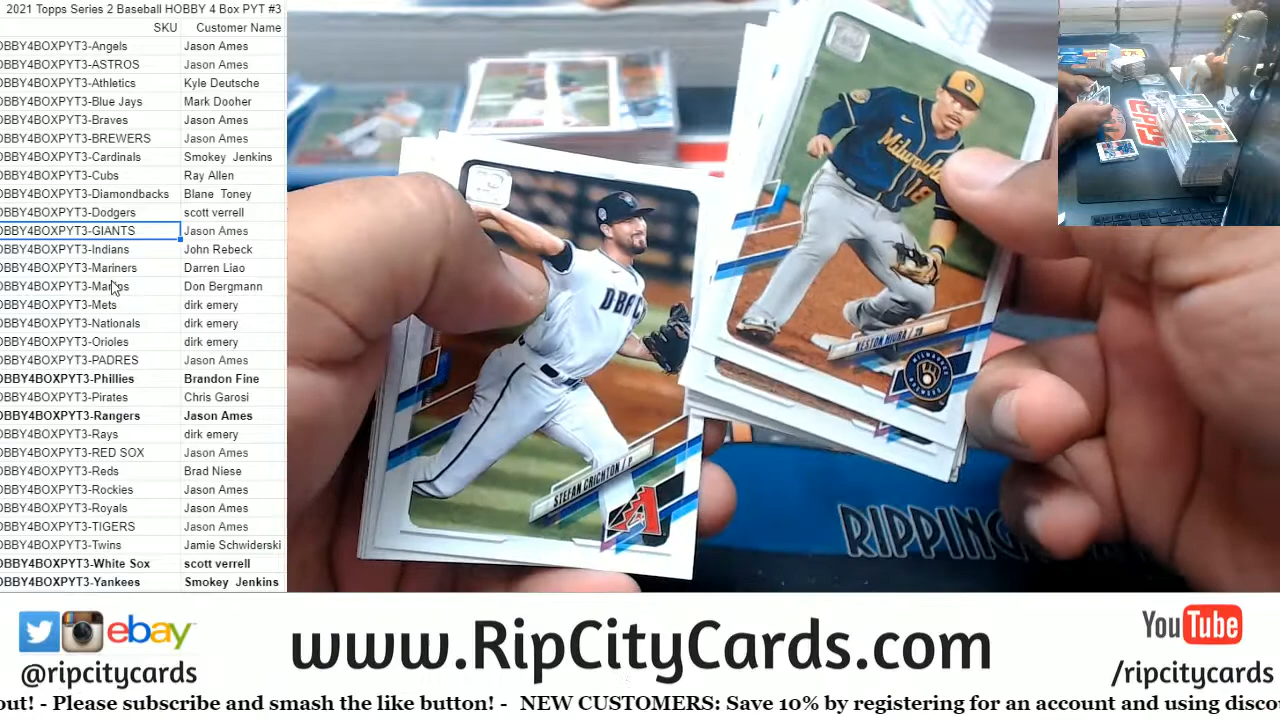 2021 Topps Series 2 Baseball HOBBY 4 Box PYT #3
SKU Customer Name
OBBY4BOXPYT3-Angels Jason Ames
OBBY4BOXPYT3-ASTROS Jason Ames
OBBY4BOXPYT3-Athletics Kyle Deutsche
OBBY4BOXPYT3-Blue Jays Mark Dooher
OBBY4BOXPYT3-Braves Jason Ames
OBBY4BOXPYT3-BREWERS Jason Ames
OBBY4BOXPYT3-Cardinals Smokey Jenkins
OBBY4BOXPYT3-Cubs Ray Allen
OBBY4BOXPYT3-Diamondbacks Blane Toney
OBBY4BOXPYT3-Dodgers scott verrell
OBBY4BOXPYT3-GIANTS Jason Ames
OBBY4BOXPYT3-Indians John Rebeck
OBBY4BOXPYT3-Mariners Darren Liao
Don Bergmann
OBBY4BOXPYT3-Mets dirk emery
OBBY4BOXPYT3-Nationals dirk emery
OBBY4BOXPYT3-Orioles dirk emery
OBBY4BOXPYT3-PADRES Jason Ames
OBBY4BOXPYT3-Phillies Brandon Fine
OBBY4BOXPYT3-Pirates Chris Garosi
OBBY4BOXPYT3-Rangers Jason Ames
OBBY4BOXPYT3-Rays dirk emery
OBBY4BOXPYT3-RED SOX Jason Ames
OBBY4BOXPYT3-Reds Brad Niese
OBBY4BOXPYT3-Rockies Jason Ames
OBBY4BOXPYT3-Royals Jason Ames
OBBY4BOXPYT3-TIGERS Jason Ames
OBBY4BOXPYT3-Twins Jamie Schwiderski
OBBY4BOXPYT3-White Sox scott verrell
OBBY4BOXPYT3-Yankees Smokey Jenkins
Milwaukee
18
KESTON HIURA / 2B
STEFAN CRICHTON / P
RIPPING
topps
ebay
@ripcitycards
www.RipCityCards.com
YouTube
/ripcitycards
out! - Please subscribe and smash the like button! - NEW CUSTOMERS: Save 10% by registering for an account and using disco